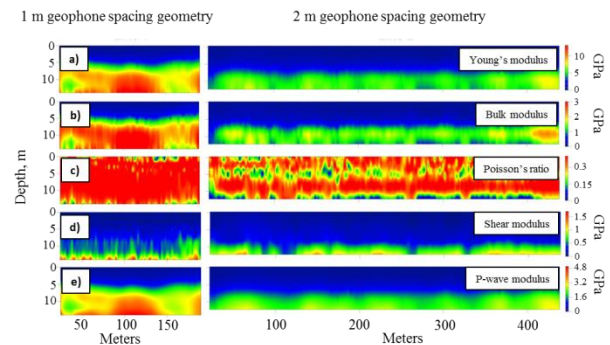 1 m geophone spacing geometry
2 m geophone spacing geometry
Depth, m
0
5
10
a)
Young's modulus
10
5
0
GPa
0
5
10
b)
Bulk modulus
3
2
1
0
GPa
0
5
10
c)
Poisson's ratio
0.3
0.15
0
0
5
10
d)
Shear modulus
1.5
1
0.5
0
GPa
0
5
10
e)
P-wave modulus
4.8
3.2
1.6
0
GPa
50 100 150
100 200 300 400
Meters
Meters